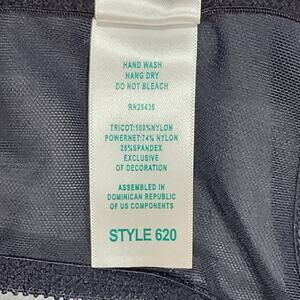 HAND WASH
HANG DRY
DO NOT BLEACH
RN29436
TRICOT:100%NYLON
POWERNET:74% NYLON
26%SPANDEX
EXCLUSIVE
OF DECORATION
ASSEMBLED IN
DOMINICAN REPUBLIC
OF US COMPONENTS
STYLE 620